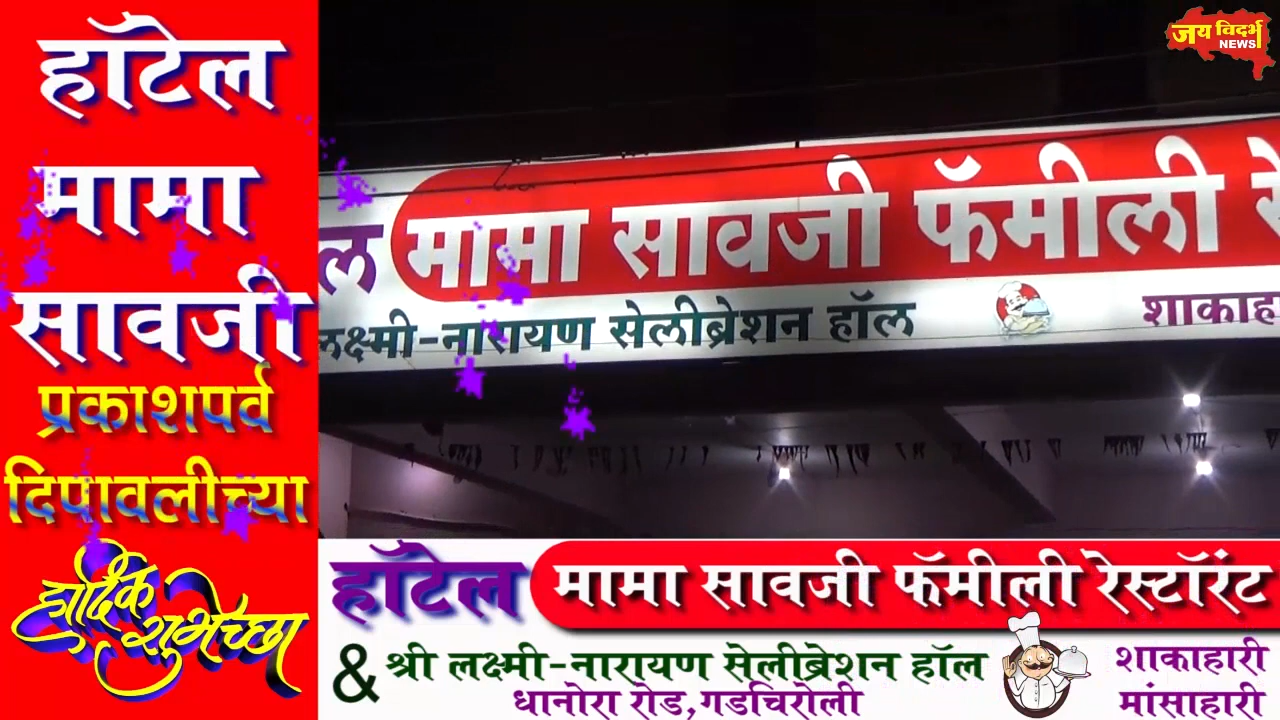 हॉटेल
मामा
सावजी
प्रकाशपर्व
दिपावलीच्या
हार्दिक
शुभेच्छा
जय विदर्भ
NEWS
ल मामा सावजी फॅमीली रे
लक्ष्मी-नारायण सेलीब्रेशन हॉल
शाकाह
हॉटेल मामा सावजी फॅमीली रेस्टॉरंट
& श्री लक्ष्मी-नारायण सेलीब्रेशन हॉल
धानोरा रोड,गडचिरोली
शाकाहारी
मांसाहारी